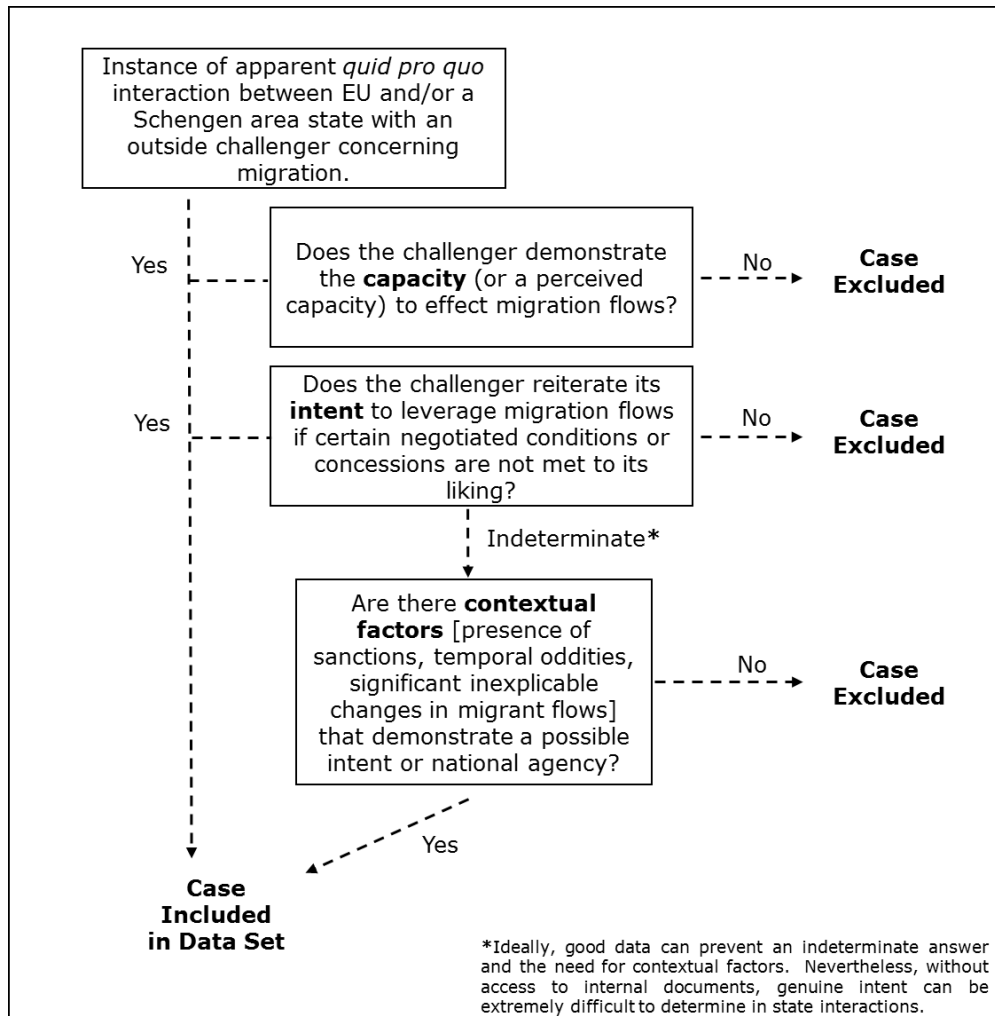 Instance of apparent quid pro quo
interaction between EU and/or a
Schengen area state with an
outside challenger concerning
migration.
Yes
Does the challenger demonstrate
the capacity (or a perceived
capacity) to effect migration flows?
No
Case
Excluded
Yes
Does the challenger reiterate its
intent to leverage migration flows
if certain negotiated conditions or
concessions are not met to its
liking?
No
Case
Excluded
Indeterminate*
Are there contextual
factors [presence of
sanctions, temporal oddities,
significant inexplicable
changes in migrant flows]
that demonstrate a possible
intent or national agency?
No
Case
Excluded
Yes
Case
Included
in Data Set
*Ideally, good data can prevent an indeterminate answer
and the need for contextual factors. Nevertheless, without
access to internal documents, genuine intent can be
extremely difficult to determine in state interactions.